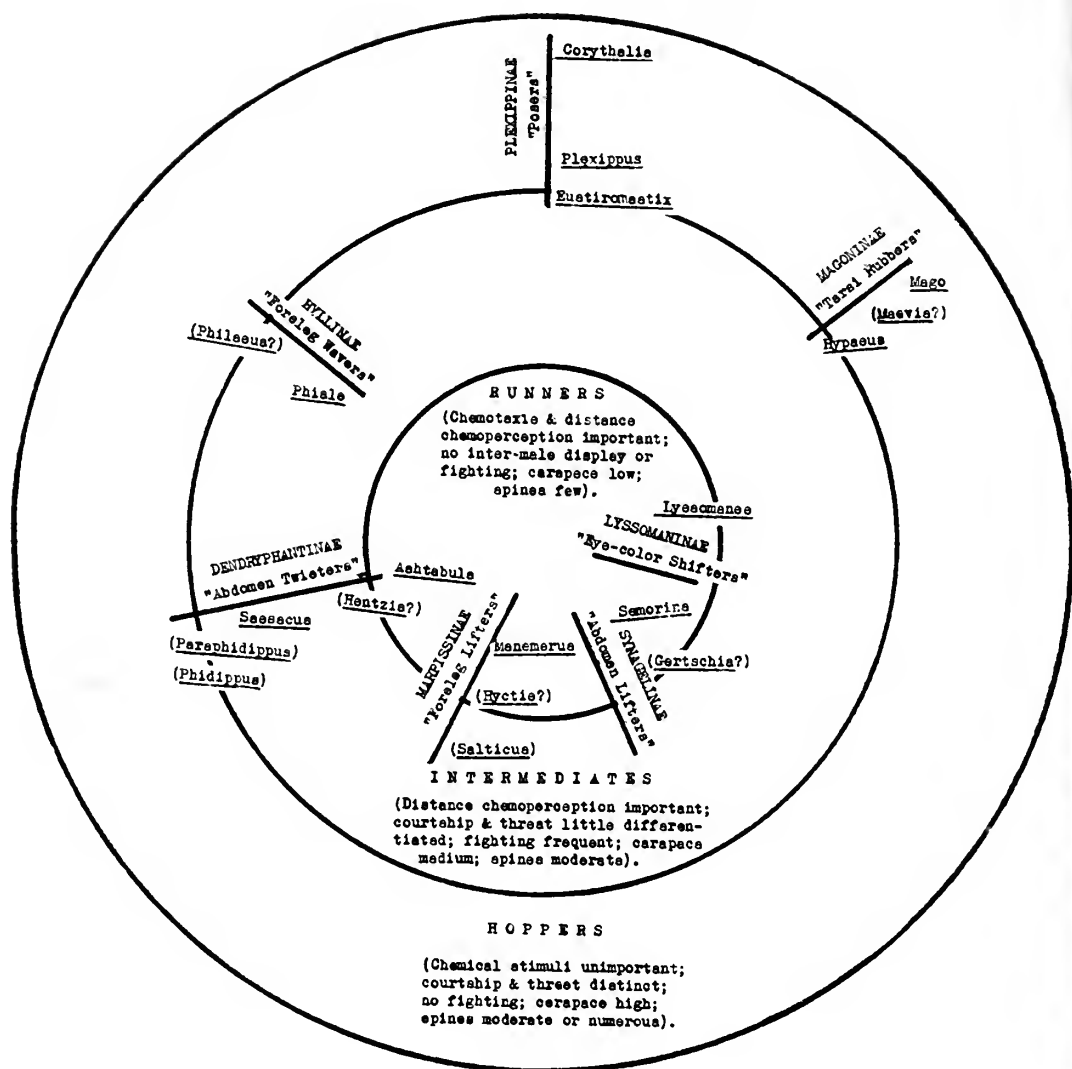 Corythalia
PLEXIPPINAE
"Posers"
Plexippus
Eustiromastix
MAGONINAE
"Tarsi Rubbers"
Mago
(Maevia?)
Hypaeus
HYLLINAE
"Foreleg Wavers"
(Philaeus?)
Phiale
RUNNERS
(Chemotaxis & distance
chemoperception important;
no inter-male display or
fighting; carapace low;
spines few).
Lyssomanes
LYSSOMANINAE
"Eye-color Shifters"
DENDRYPHANTINAE
"Abdomen Twisters"
Ashtabula
(Hentzia?)
Sassacus
(Paraphidippus)
(Phidippus)
MARPISSINAE
"Foreleg Lifters"
Menemerus
(Hyctia?)
(Salticus)
Semorina
SYNAGELINAE
"Abdomen Lifters"
(Gertschia?)
INTERMEDIATES
(Distance chemoperception important;
courtship & threat little differen-
tiated; fighting frequent; carapace
medium; spines moderate).
HOPPERS
(Chemical stimuli unimportant;
courtship & threat distinct;
no fighting; carapace high;
spines moderate or numerous).